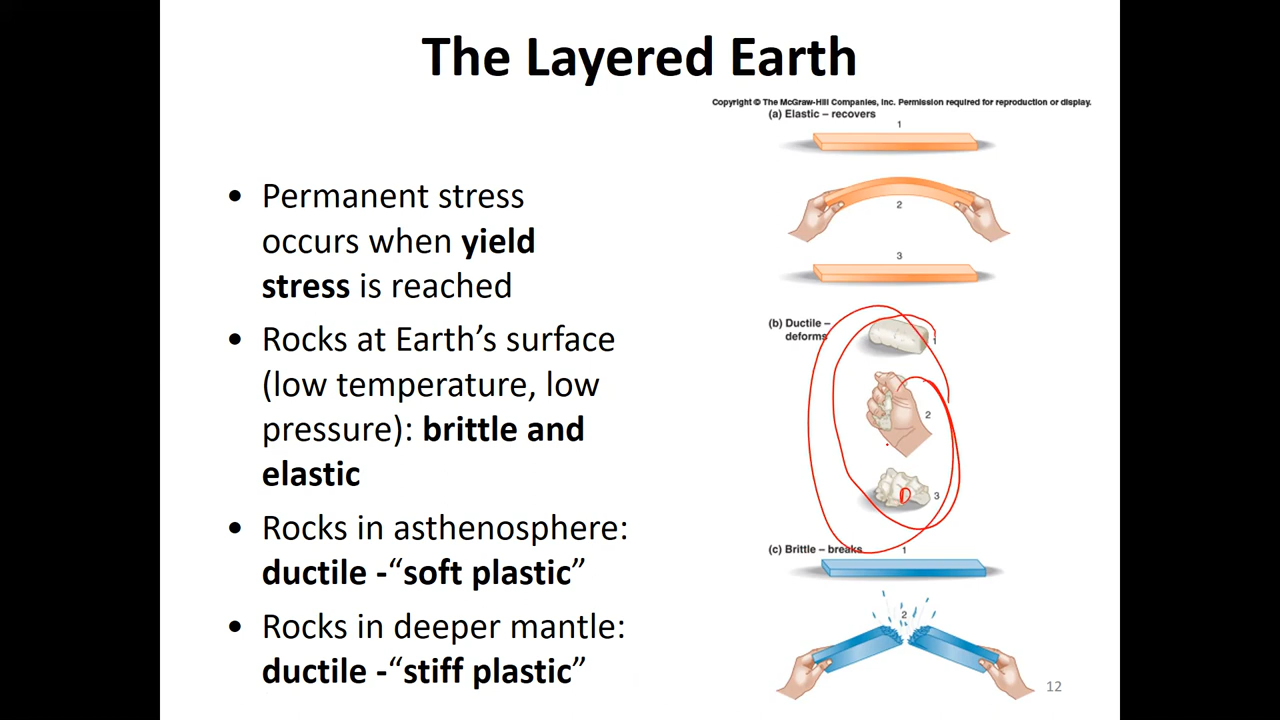 The Layered Earth
Copyright © The McGraw-Hill Companies, Inc. Permission required for reproduction or display.
(a) Elastic – recovers
1
2
3
• Permanent stress
occurs when yield
stress is reached
• Rocks at Earth’s surface
(low temperature, low
pressure): brittle and
elastic
• Rocks in asthenosphere:
ductile -“soft plastic”
• Rocks in deeper mantle:
ductile -“stiff plastic”
(b) Ductile –
deforms
1
2
3
(c) Brittle – breaks
1
2
12